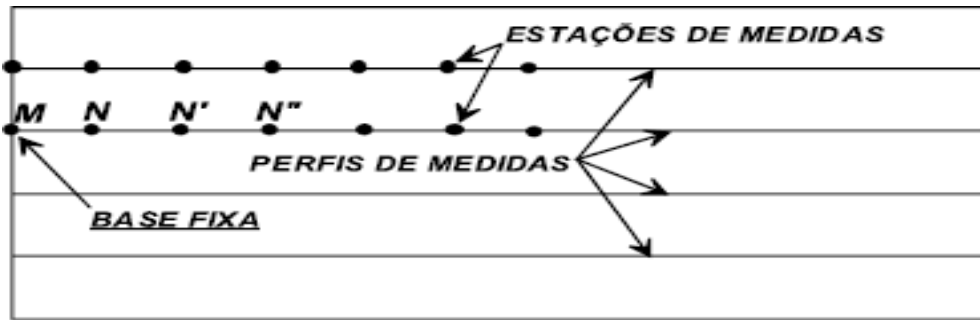 ESTAÇÕES DE MEDIDAS
M N N' N"
PERFIS DE MEDIDAS
BASE FIXA